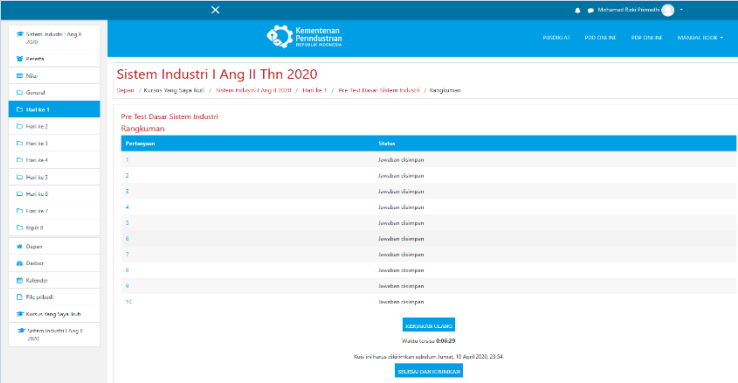 Mohamad Rizki Primadhi
Kementerian
Perindustrian
REPUBLIK INDONESIA
PUSDIKLAT
PJJ ONLINE
PDP ONLINE
MANUAL BOOK
Sistem Industri I Ang II
2020
Peserta
Nilai
General
Hari ke 1
Hari ke 2
Hari ke 3
Hari ke 4
Hari ke 5
Hari ke 6
Hari ke 7
Topik 8
Depan
Dasbor
Kalender
File pribadi
Kursus Yang Saya Ikuti
Sistem Industri I Ang II
2020
Sistem Industri I Ang II Thn 2020
Depan / Kursus Yang Saya Ikuti / Sistem Industri I Ang II 2020 / Hari ke 1 / Pre Test Dasar Sistem Industri / Rangkuman
Pre Test Dasar Sistem Industri
Rangkuman
Pertanyaan Status
1 Jawaban disimpan
2 Jawaban disimpan
3 Jawaban disimpan
4 Jawaban disimpan
5 Jawaban disimpan
6 Jawaban disimpan
7 Jawaban disimpan
8 Jawaban disimpan
9 Jawaban disimpan
10 Jawaban disimpan
KERJAKAN ULANG
Waktu tersisa 0:06:29
Kuis ini harus dikirimkan sebelum Jumat, 10 April 2020, 23:54.
SELESAI DAN KIRIMKAN